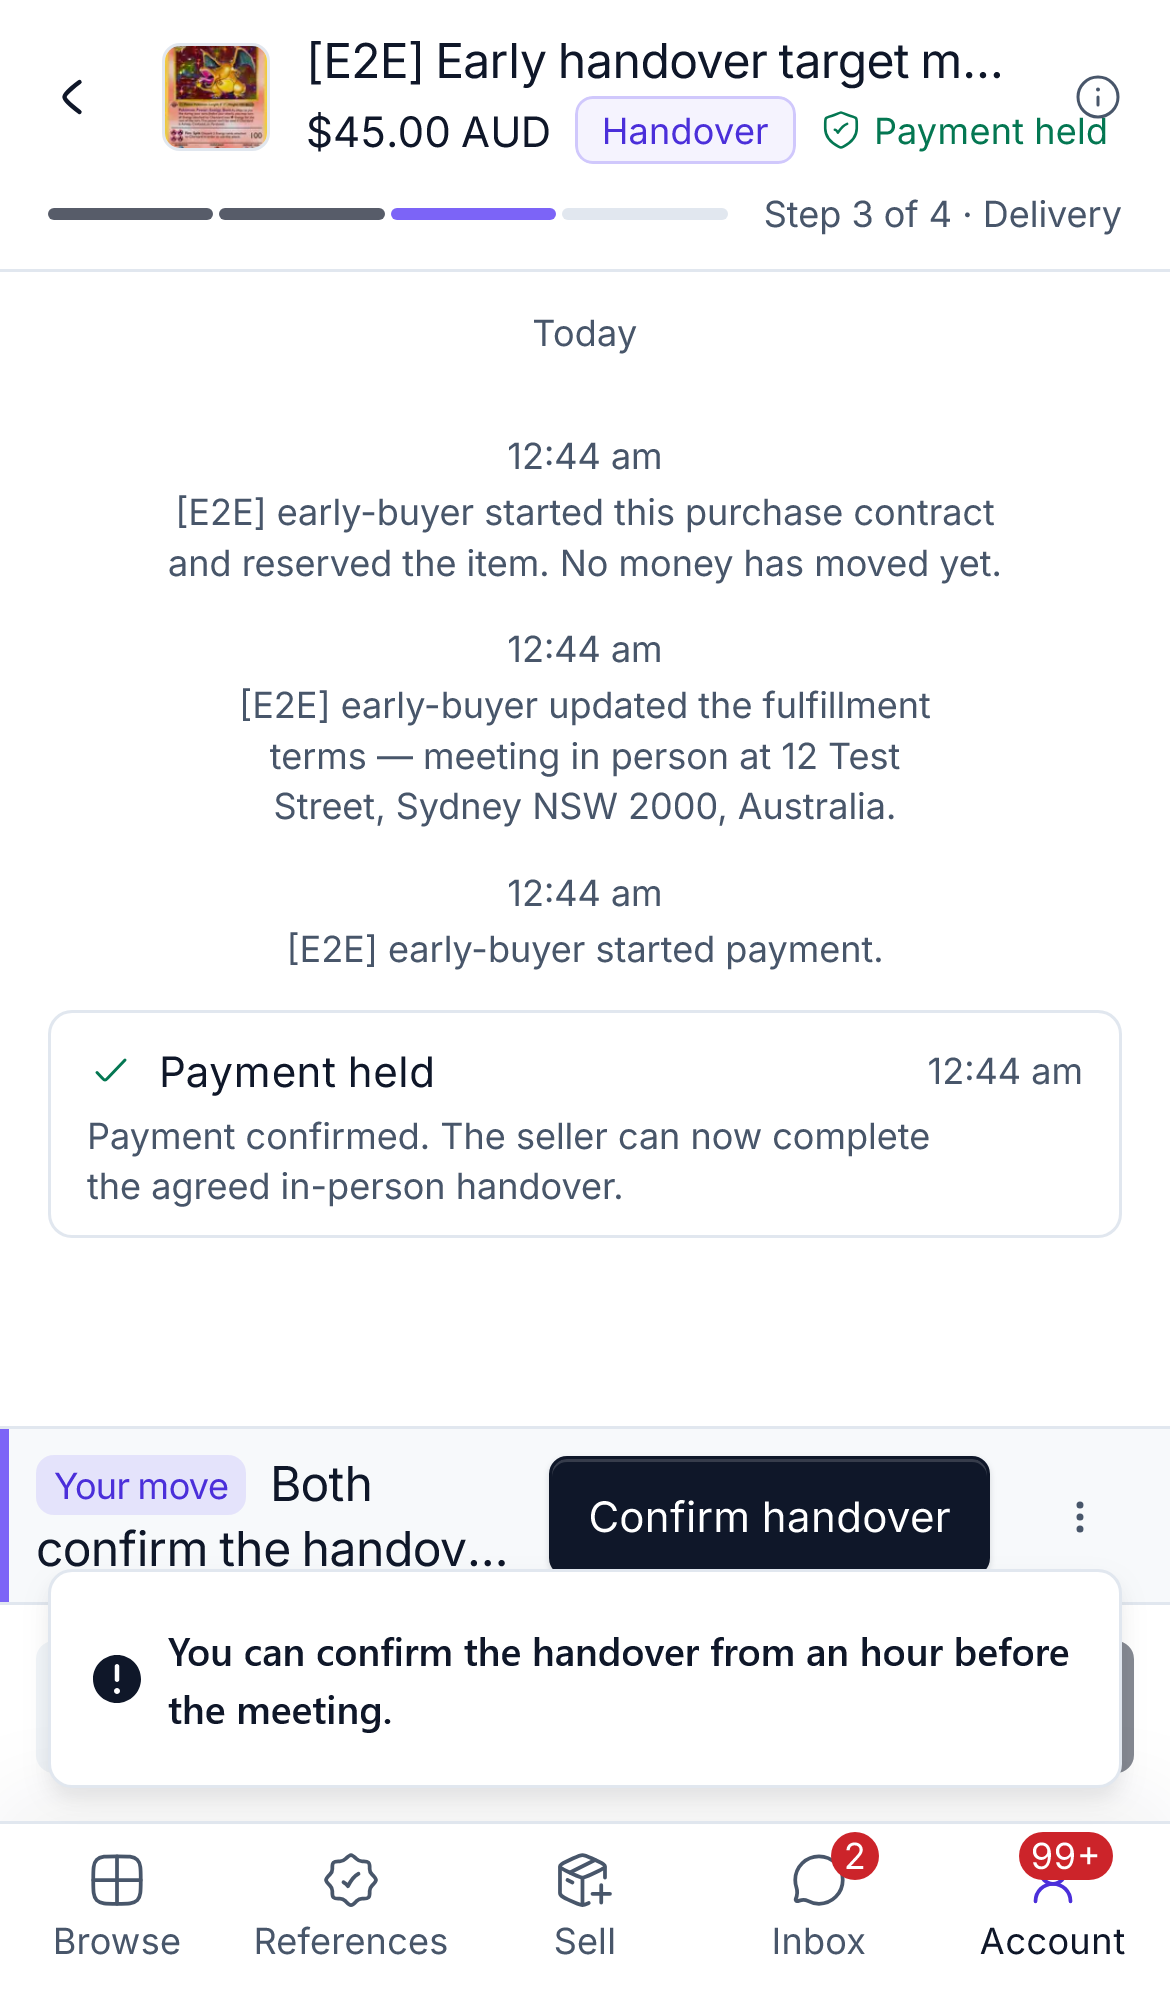 [E2E] Early handover target m...
$45.00 AUD Handover Payment held
Step 3 of 4 · Delivery
Today
12:44 am
[E2E] early-buyer started this purchase contract
and reserved the item. No money has moved yet.
12:44 am
[E2E] early-buyer updated the fulfillment
terms — meeting in person at 12 Test
Street, Sydney NSW 2000, Australia.
12:44 am
[E2E] early-buyer started payment.
Payment held 12:44 am
Payment confirmed. The seller can now complete
the agreed in-person handover.
Your move Both
confirm the handov...
Confirm handover
You can confirm the handover from an hour before
the meeting.
2
99+
Browse
References
Sell
Inbox
Account